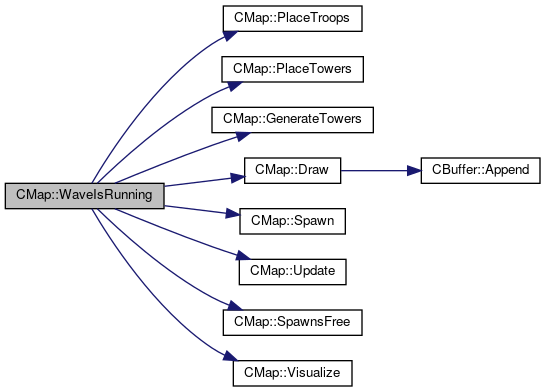 CMap::PlaceTroops
CMap::PlaceTowers
CMap::GenerateTowers
CMap::Draw
CBuffer::Append
CMap::WaveIsRunning
CMap::Spawn
CMap::Update
CMap::SpawnsFree
CMap::Visualize